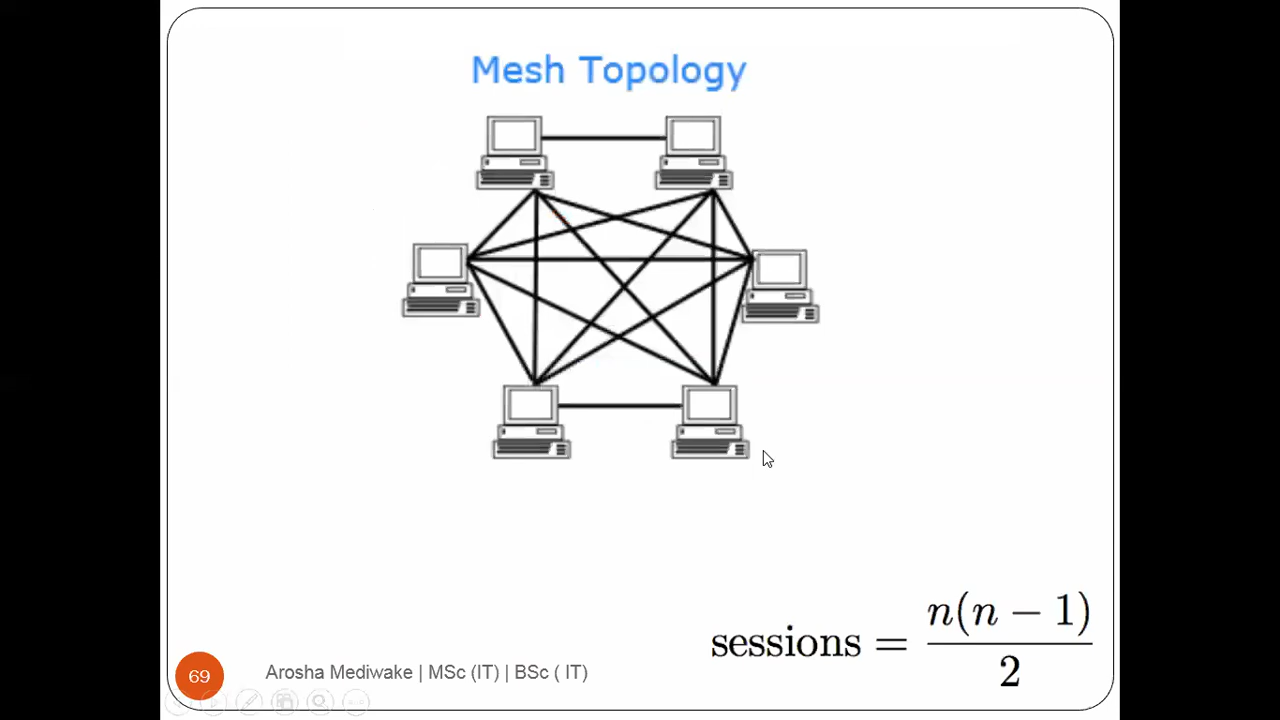 Mesh Topology
sessions = n(n − 1) / 2
69
Arosha Mediwake | MSc (IT) | BSc ( IT)